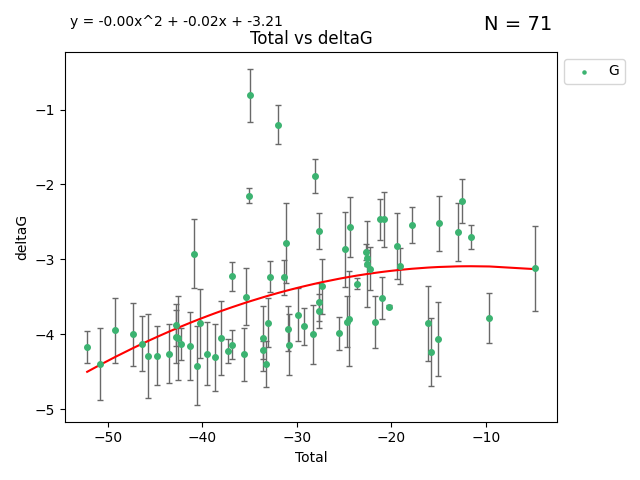 y = -0.00x^2 + -0.02x + -3.21
N = 71
Total vs deltaG
G
−1
−2
−3
−4
−5
deltaG
−50 −40 −30 −20 −10
Total